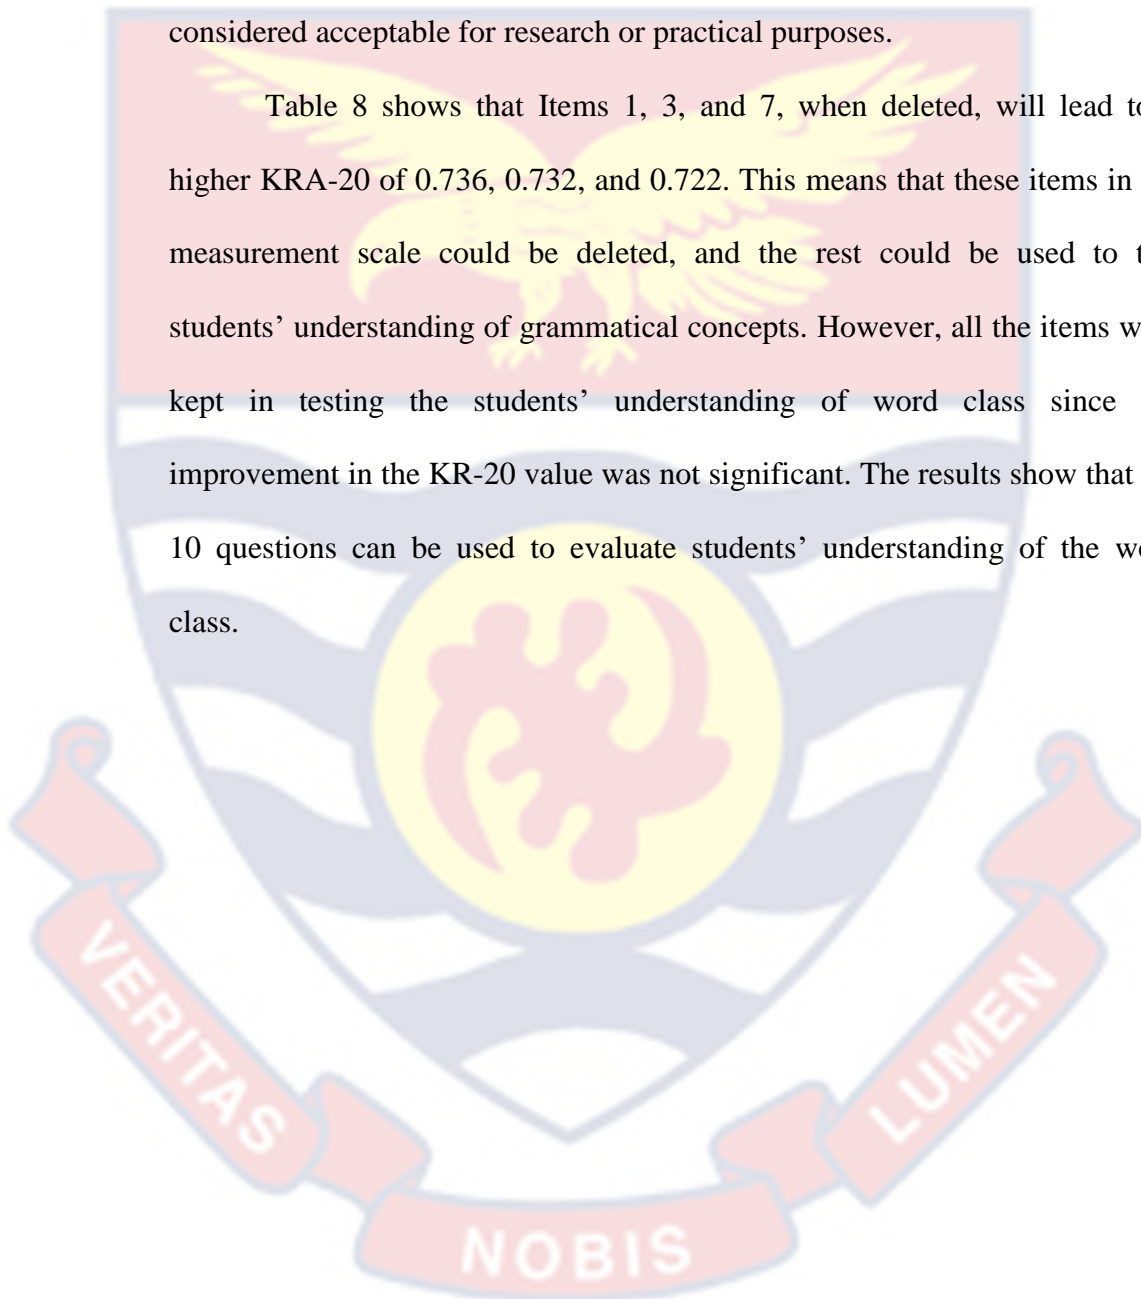 considered acceptable for research or practical purposes.
Table 8 shows that Items 1, 3, and 7, when deleted, will lead to
higher KRA-20 of 0.736, 0.732, and 0.722. This means that these items in
measurement scale could be deleted, and the rest could be used to t
students’ understanding of grammatical concepts. However, all the items w
kept in testing the students’ understanding of word class since
improvement in the KR-20 value was not significant. The results show that
10 questions can be used to evaluate students’ understanding of the wo
class.
VERITAS
NOBIS
LUMEN